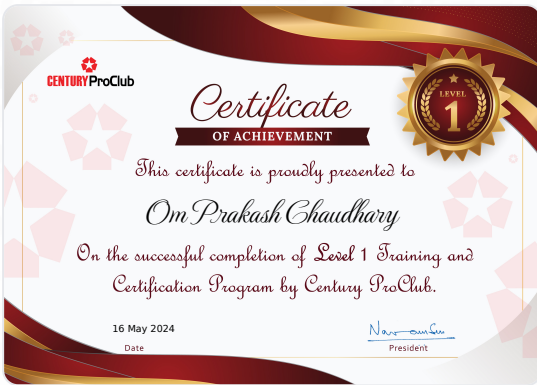 CENTURY ProClub
LEVEL
1
Certificate
OF ACHIEVEMENT
This certificate is proudly presented to
Om Prakash Chaudhary
On the successful completion of Level 1 Training and
Certification Program by Century ProClub.
16 May 2024
Date
President